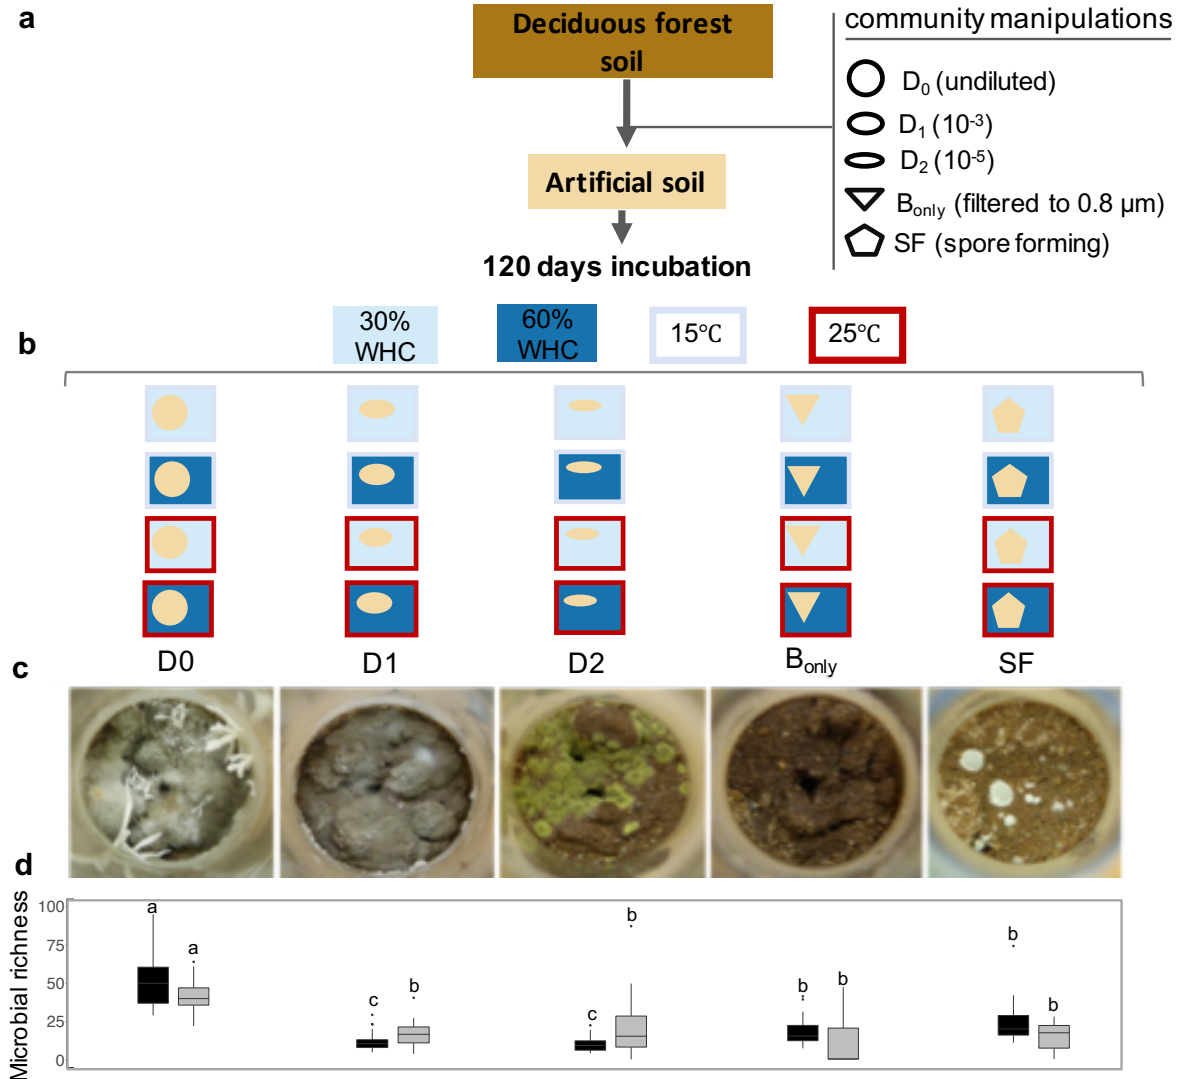 a
Deciduous forest
soil
community manipulations
D0 (undiluted)
D1 (10-3)
D2 (10-5)
Bonly (filtered to 0.8 µm)
SF (spore forming)
Artificial soil
120 days incubation
b
30%
WHC
60%
WHC
15°C
25°C
D0
D1
D2
Bonly
SF
c
d
Microbial richness
100
75
50
25
0
a
a
c
b
c
b
b
b
b
b